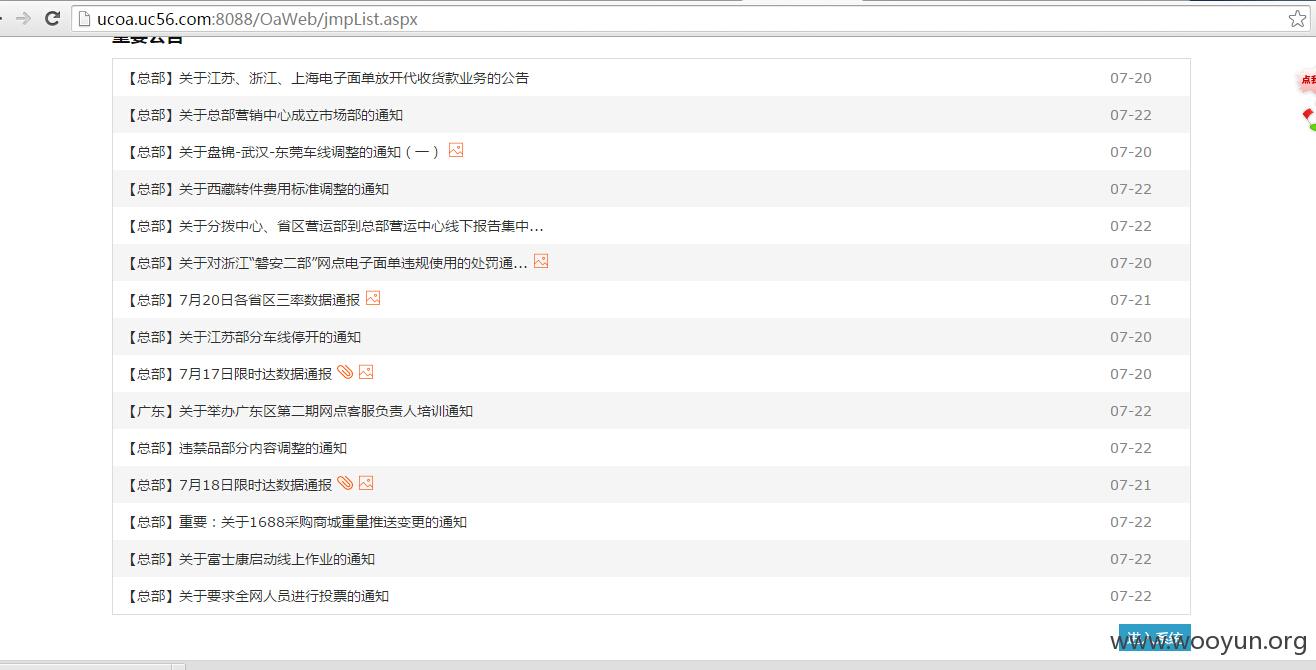 ucoa.uc56.com:8088/OaWeb/jmpList.aspx
重要公告
【总部】关于江苏、浙江、上海电子面单放开代收货款业务的公告 07-20
【总部】关于总部营销中心成立市场部的通知 07-22
【总部】关于盘锦-武汉-东莞车线调整的通知（一） 07-20
【总部】关于西藏转件费用标准调整的通知 07-22
【总部】关于分拨中心、省区营运部到总部营运中心线下报告集中... 07-22
【总部】关于对浙江“磐安二部”网点电子面单违规使用的处罚通... 07-20
【总部】7月20日各省区三率数据通报 07-21
【总部】关于江苏部分车线停开的通知 07-20
【总部】7月17日限时达数据通报 07-20
【广东】关于举办广东区第二期网点客服负责人培训通知 07-22
【总部】违禁品部分内容调整的通知 07-22
【总部】7月18日限时达数据通报 07-21
【总部】重要：关于1688采购商城重量推送变更的通知 07-22
【总部】关于富士康启动线上作业的通知 07-22
【总部】关于要求全网人员进行投票的通知 07-22
进入系统
www.wooyun.org